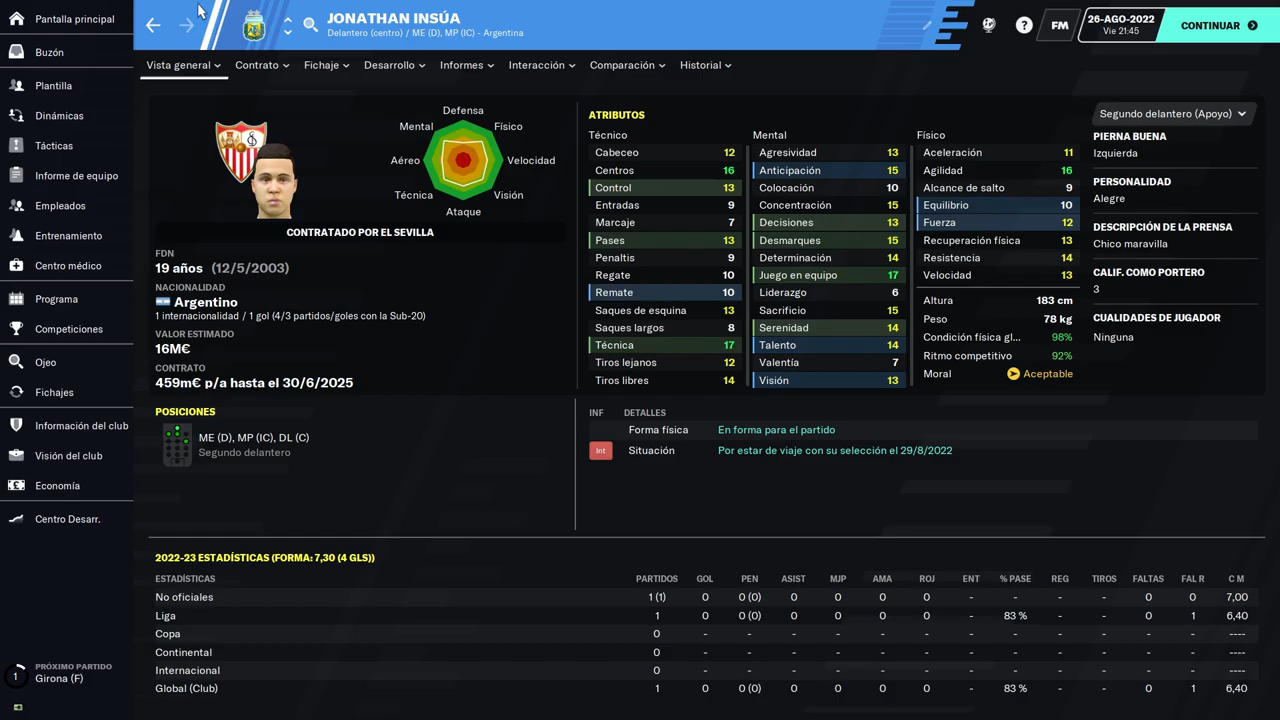 Pantalla principal
Buzón
Plantilla
Dinámicas
Tácticas
Informe de equipo
Empleados
Entrenamiento
Centro médico
Programa
Competiciones
Ojeo
Fichajes
Información del club
Visión del club
Economía
Centro Desarr.
1
PRÓXIMO PARTIDO
Girona (F)
JONATHAN INSÚA
Delantero (centro) / ME (D), MP (IC) - Argentina
?
FM
26-AGO-2022
Vie 21:45
CONTINUAR
Vista general Contrato Fichaje Desarrollo Informes Interacción Comparación Historial
Defensa
Mental Físico
Aéreo Velocidad
Técnica Visión
Ataque
CONTRATADO POR EL SEVILLA
FDN
19 años (12/5/2003)
NACIONALIDAD
Argentino
1 internacionalidad / 1 gol (4/3 partidos/goles con la Sub-20)
VALOR ESTIMADO
16M€
CONTRATO
459m€ p/a hasta el 30/6/2025
ATRIBUTOS
Técnico
Cabeceo 12
Centros 16
Control 13
Entradas 9
Marcaje 7
Pases 13
Penaltis 9
Regate 10
Remate 10
Saques de esquina 13
Saques largos 8
Técnica 17
Tiros lejanos 12
Tiros libres 14
Mental
Agresividad 13
Anticipación 15
Colocación 10
Concentración 15
Decisiones 13
Desmarques 15
Determinación 14
Juego en equipo 17
Liderazgo 6
Sacrificio 15
Serenidad 14
Talento 14
Valentía 7
Visión 13
Físico
Aceleración 11
Agilidad 16
Alcance de salto 9
Equilibrio 10
Fuerza 12
Recuperación física 13
Resistencia 14
Velocidad 13
Altura 183 cm
Peso 78 kg
Condición física gl... 98%
Ritmo competitivo 92%
Moral Aceptable
Segundo delantero (Apoyo)
PIERNA BUENA
Izquierda
PERSONALIDAD
Alegre
DESCRIPCIÓN DE LA PRENSA
Chico maravilla
CALIF. COMO PORTERO
3
CUALIDADES DE JUGADOR
Ninguna
POSICIONES
ME (D), MP (IC), DL (C)
Segundo delantero
INF DETALLES
Forma física En forma para el partido
Int Situación Por estar de viaje con su selección el 29/8/2022
2022-23 ESTADÍSTICAS (FORMA: 7,30 (4 GLS))
ESTADÍSTICAS PARTIDOS GOL PEN ASIST MJP AMA ROJ ENT % PASE REG TIROS FALTAS FAL R C M
No oficiales 1 (1) 0 0 (0) 0 0 0 0 - - - - 0 0 7,00
Liga 1 0 0 (0) 0 0 0 0 - 83 % - - 0 1 6,40
Copa 0 - - - - - - - - - - - - ----
Continental 0 - - - - - - - - - - - - ----
Internacional 0 - - - - - - - - - - - - ----
Global (Club) 1 0 0 (0) 0 0 0 0 - 83 % - - 0 1 6,40